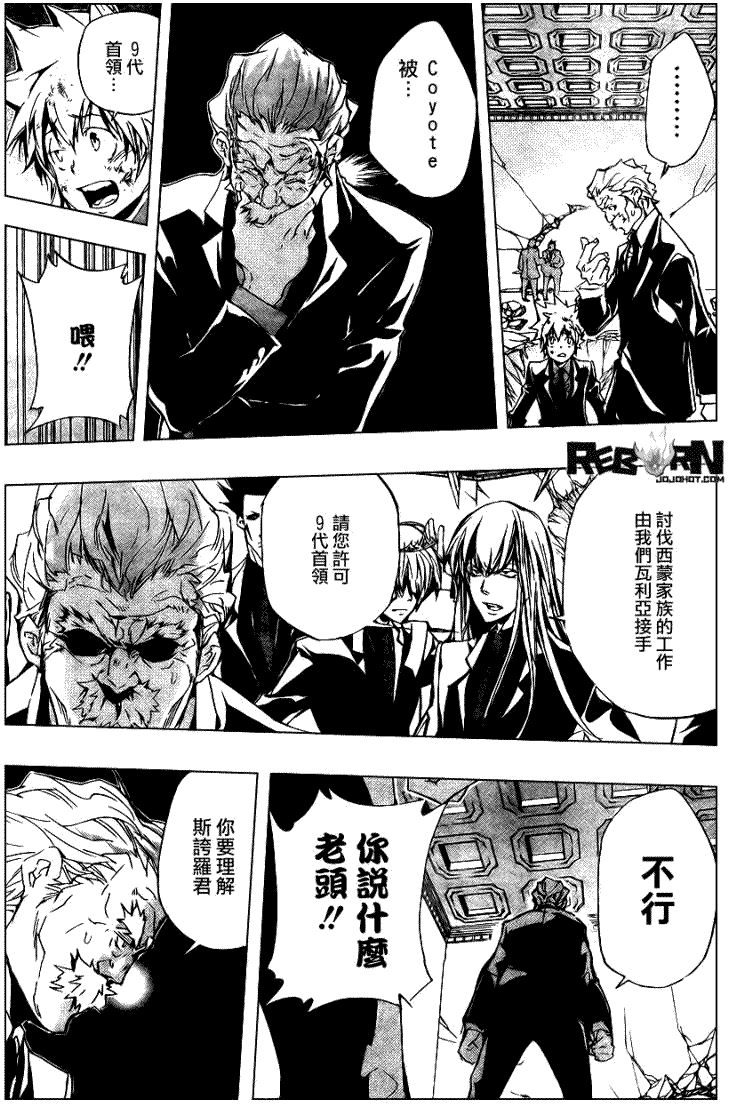 ⋯⋯⋯
Coyote
被⋯
9代
首領⋯
喂!!
REBORN
JOJOHOT.COM
討伐西蒙家族的工作
由我們瓦利亞接手
請您許可
9代首領
不行
你說什麼
老頭!!
你要理解
斯誇羅君